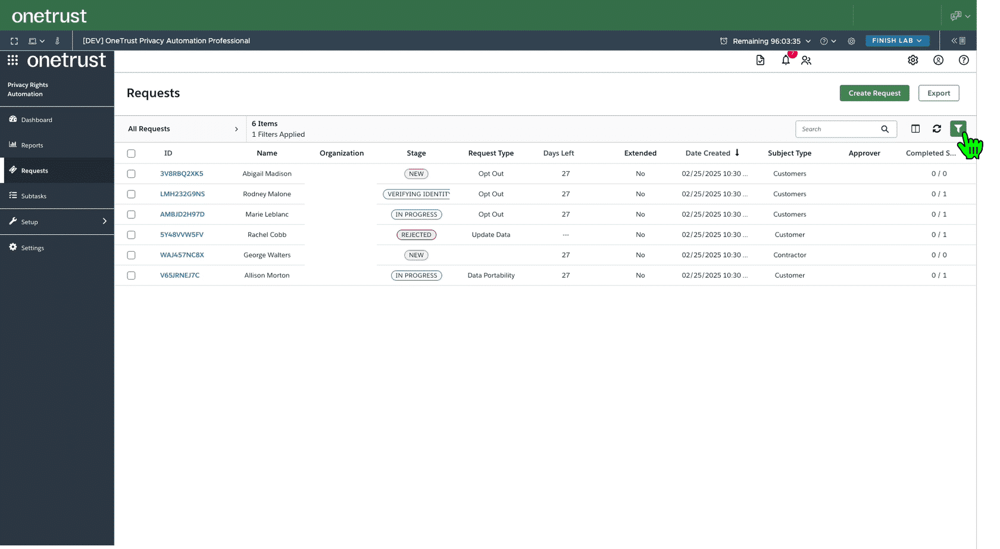 onetrust
[DEV] OneTrust Privacy Automation Professional
Remaining 96:03:35
FINISH LAB
onetrust
Privacy Rights
Automation
Dashboard
Reports
Requests
Subtasks
Setup
Settings
Requests
Create Request
Export
All Requests
6 Items
1 Filters Applied
Search
ID Name Organization Stage Request Type Days Left Extended Date Created Subject Type Approver Completed S...
3V8RBQ2XK5 Abigail Madison NEW Opt Out 27 No 02/25/2025 10:30 ... Customers 0 / 0
LMH232G9NS Rodney Malone VERIFYING IDENTITY Opt Out 27 No 02/25/2025 10:30 ... Customers 0 / 1
AMBJD2H97D Marie Leblanc IN PROGRESS Opt Out 27 No 02/25/2025 10:30 ... Customers 0 / 1
5Y48VVW5FV Rachel Cobb REJECTED Update Data --- No 02/25/2025 10:30 ... Customer 0 / 1
WAJ457NC8X George Walters NEW 27 No 02/25/2025 10:30 ... Contractor 0 / 0
V65JRNEJ7C Allison Morton IN PROGRESS Data Portability 27 No 02/25/2025 10:30 ... Customer 0 / 1